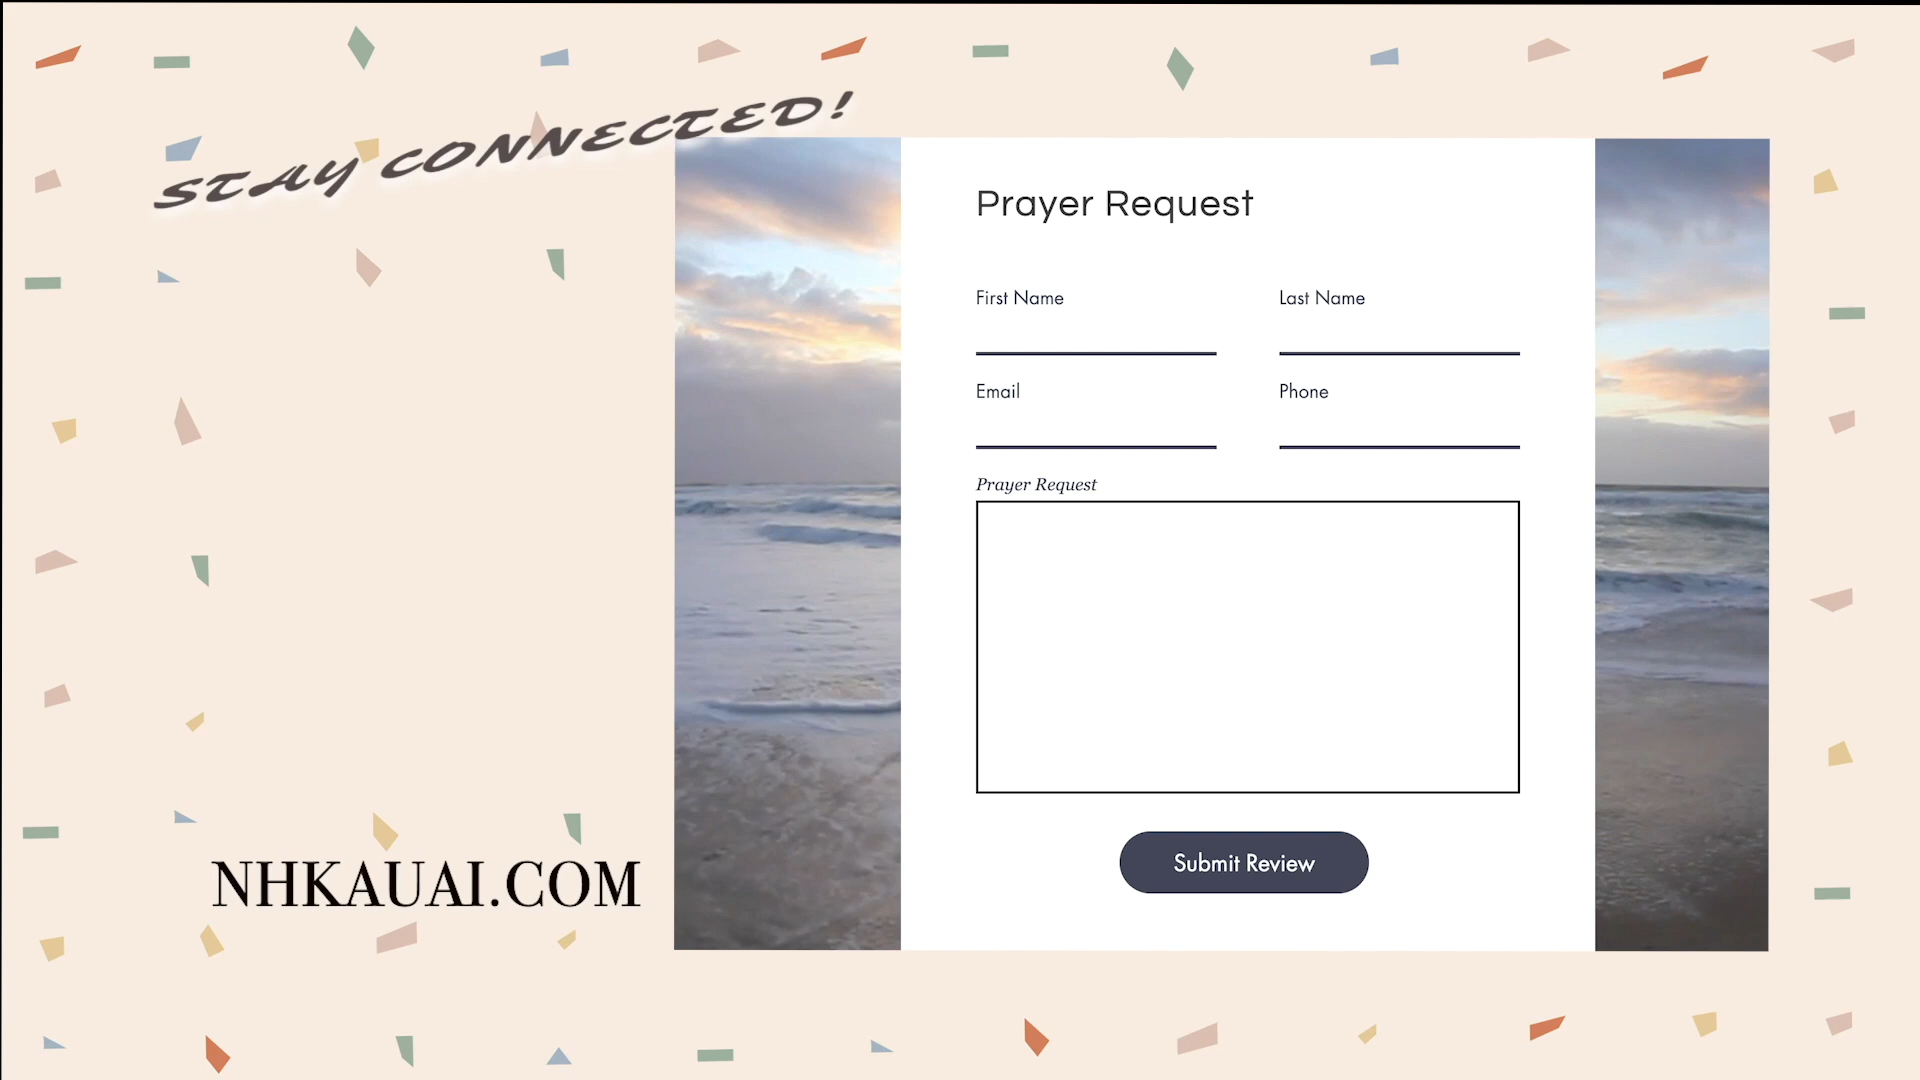 STAY CONNECTED!
Prayer Request
First Name
Last Name
Email
Phone
Prayer Request
Submit Review
NHKAUAI.COM